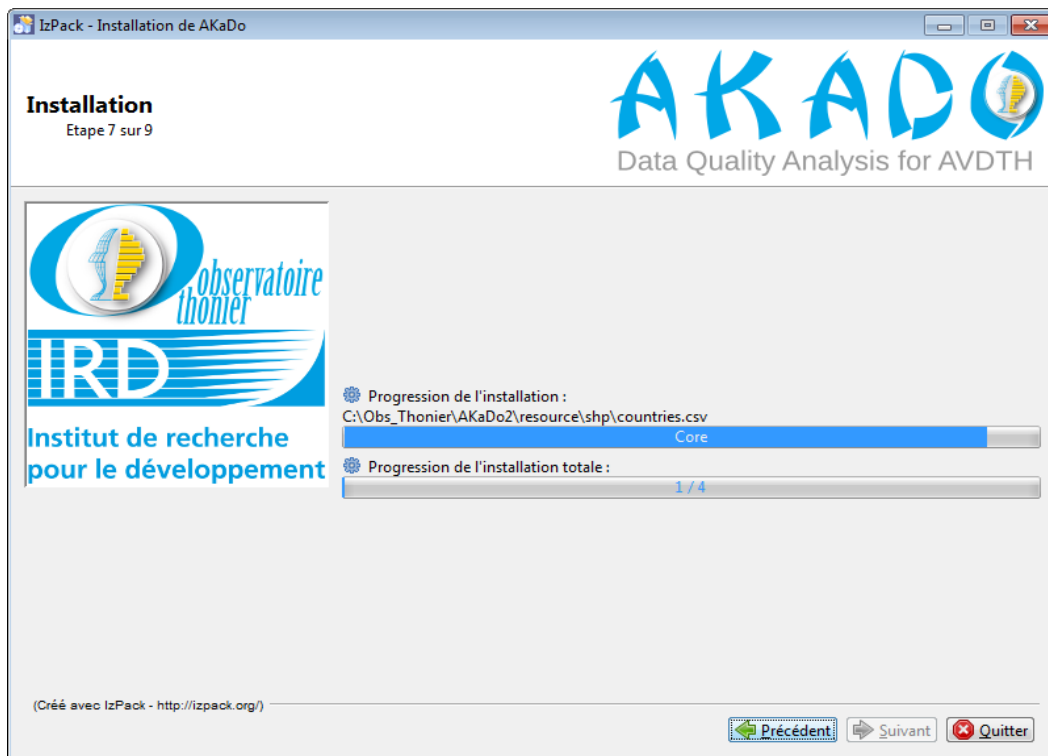 IzPack - Installation de AKaDo
Installation
Etape 7 sur 9
AKADO
Data Quality Analysis for AVDTH
Observatoire
thonier
IRD
Institut de recherche
pour le développement
Progression de l'installation :
C:\Obs_Thonier\AKaDo2\resource\shp\countries.csv
Core
Progression de l'installation totale :
1 / 4
(Créé avec IzPack - http://izpack.org/)
Précédent
Suivant
Quitter